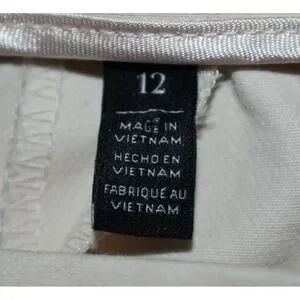 12
MADE IN
VIETNAM
HECHO EN
VIETNAM
FABRIQUÉ AU
VIETNAM